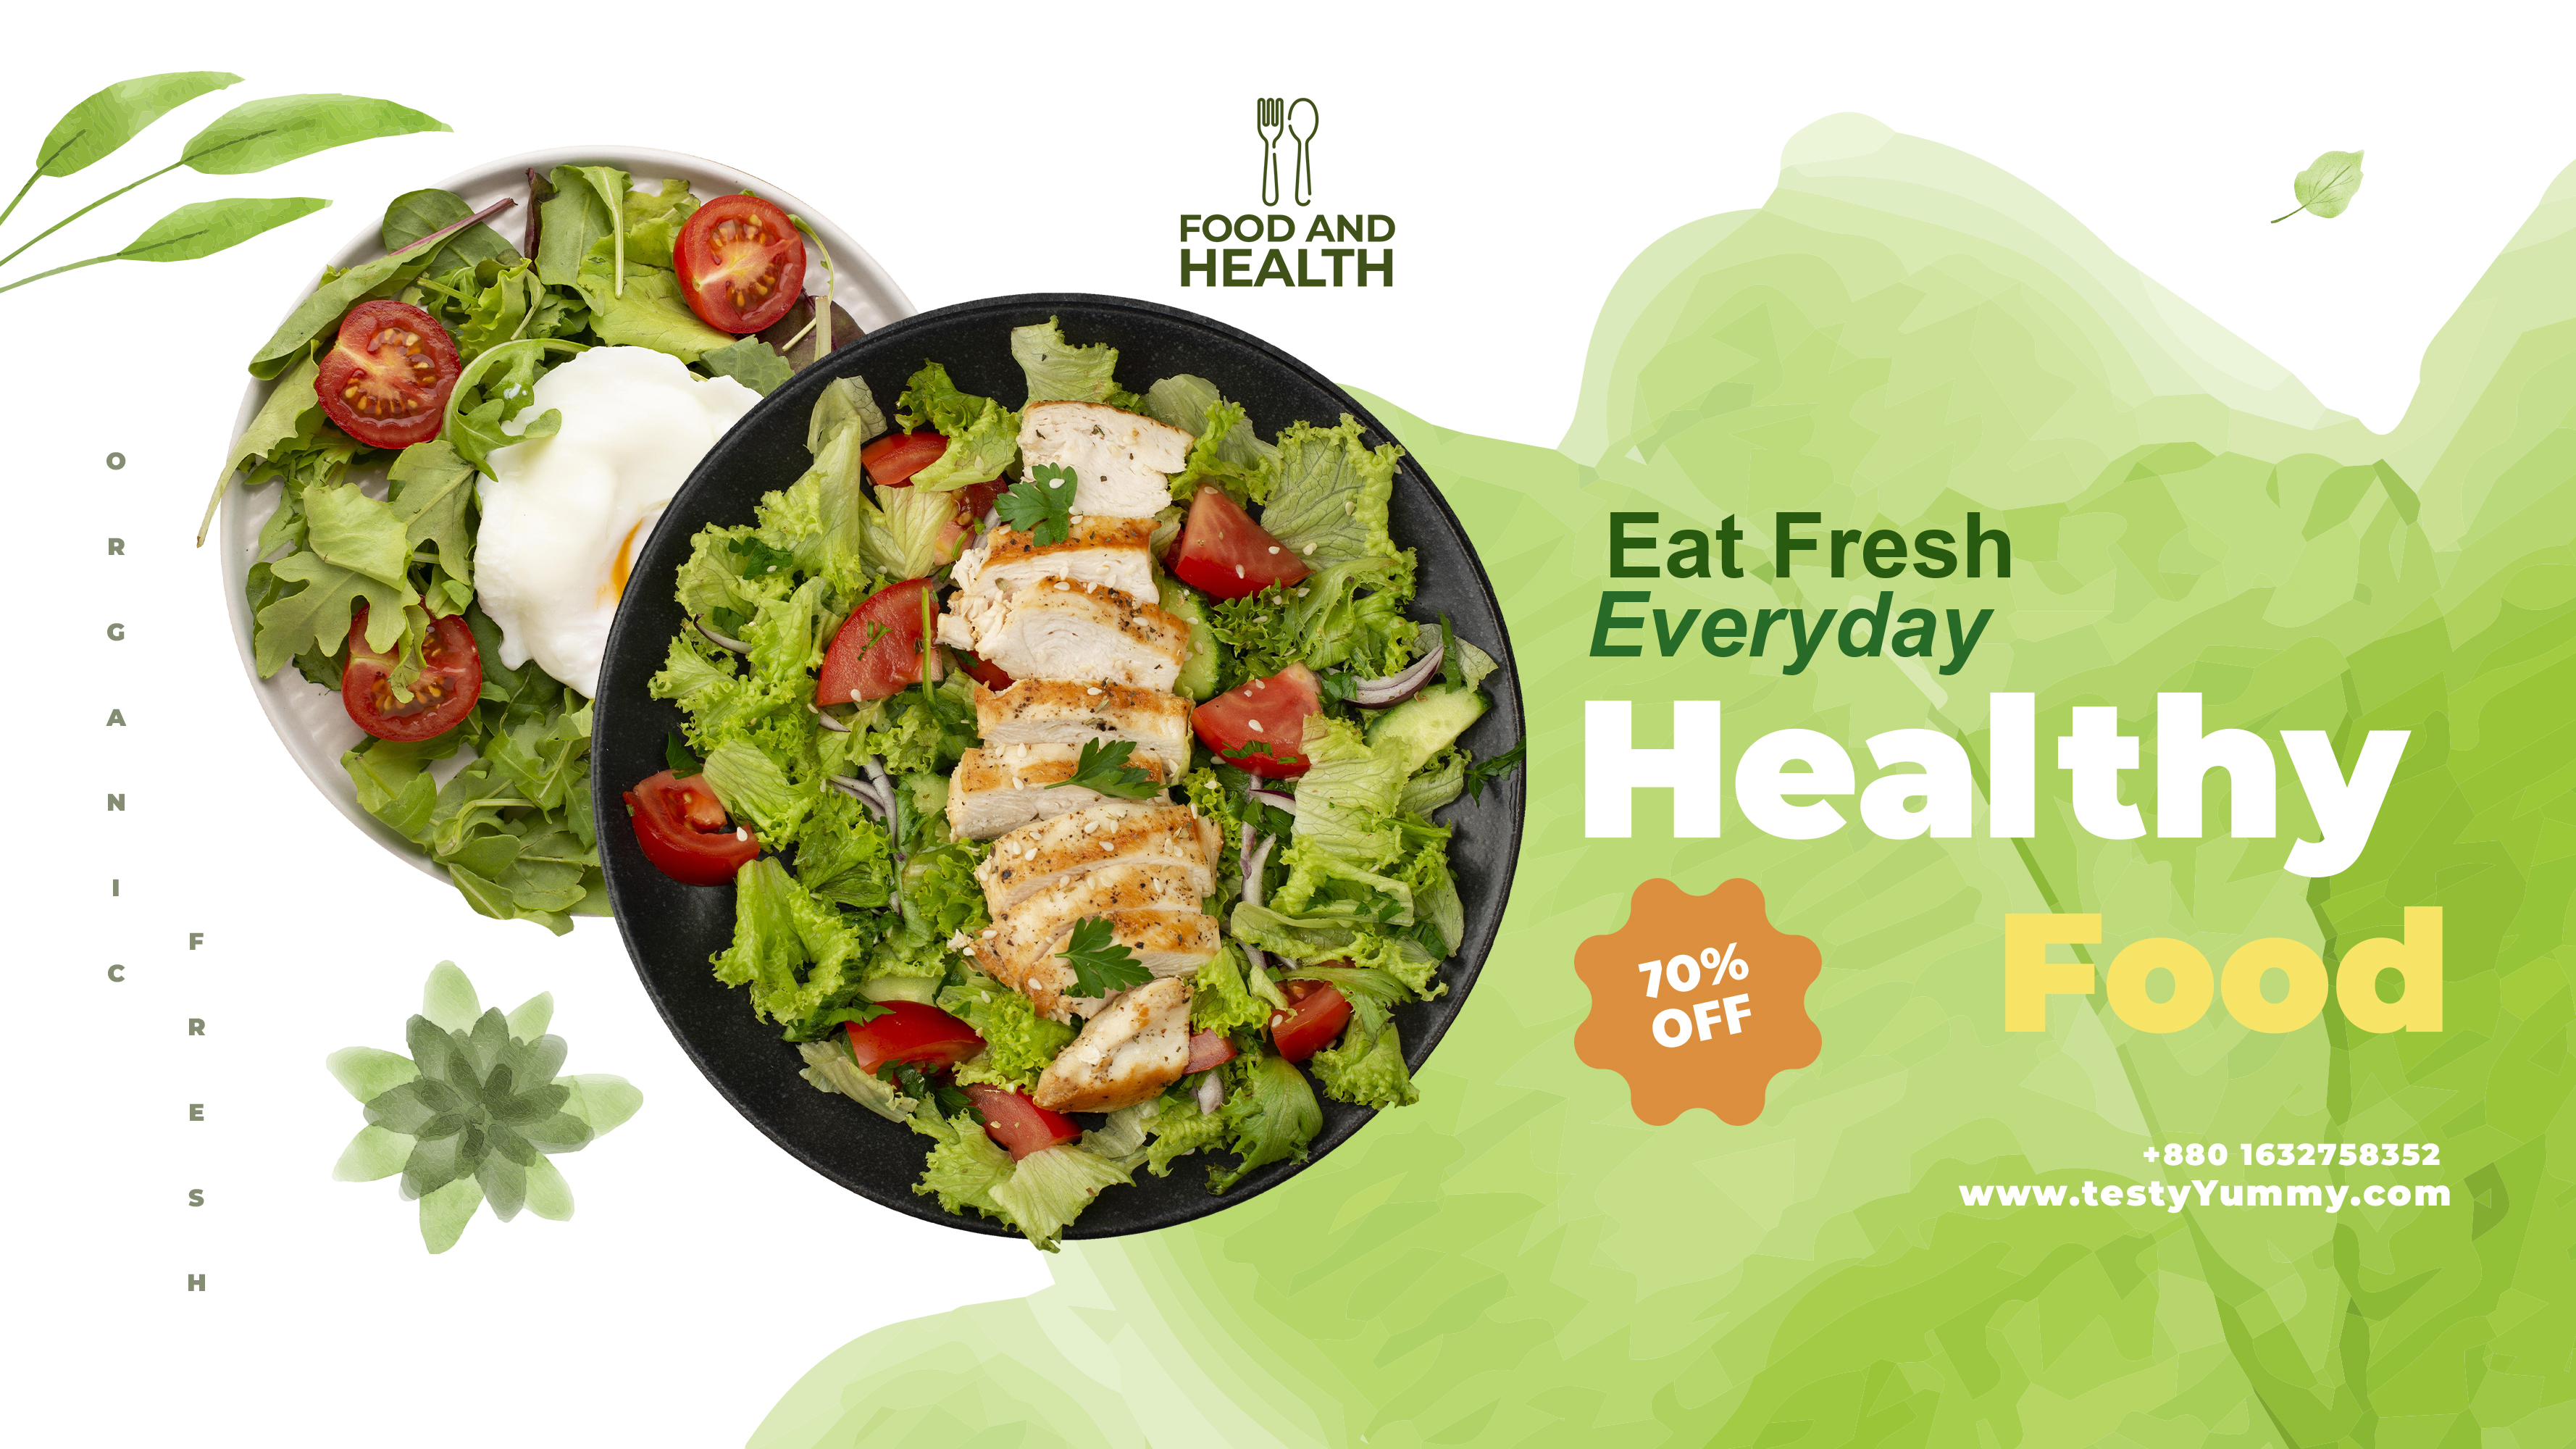 FOOD AND
HEALTH
ORGANIC
FRESH
Eat Fresh
Everyday
Healthy
Food
70%
OFF
+880 1632758352
www.testyYummy.com